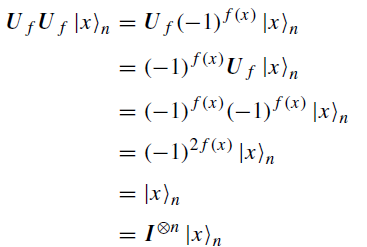 U_f U_f |x⟩_n = U_f (−1)^{f(x)} |x⟩_n
= (−1)^{f(x)} U_f |x⟩_n
= (−1)^{f(x)} (−1)^{f(x)} |x⟩_n
= (−1)^{2f(x)} |x⟩_n
= |x⟩_n
= I^{⊗n} |x⟩_n